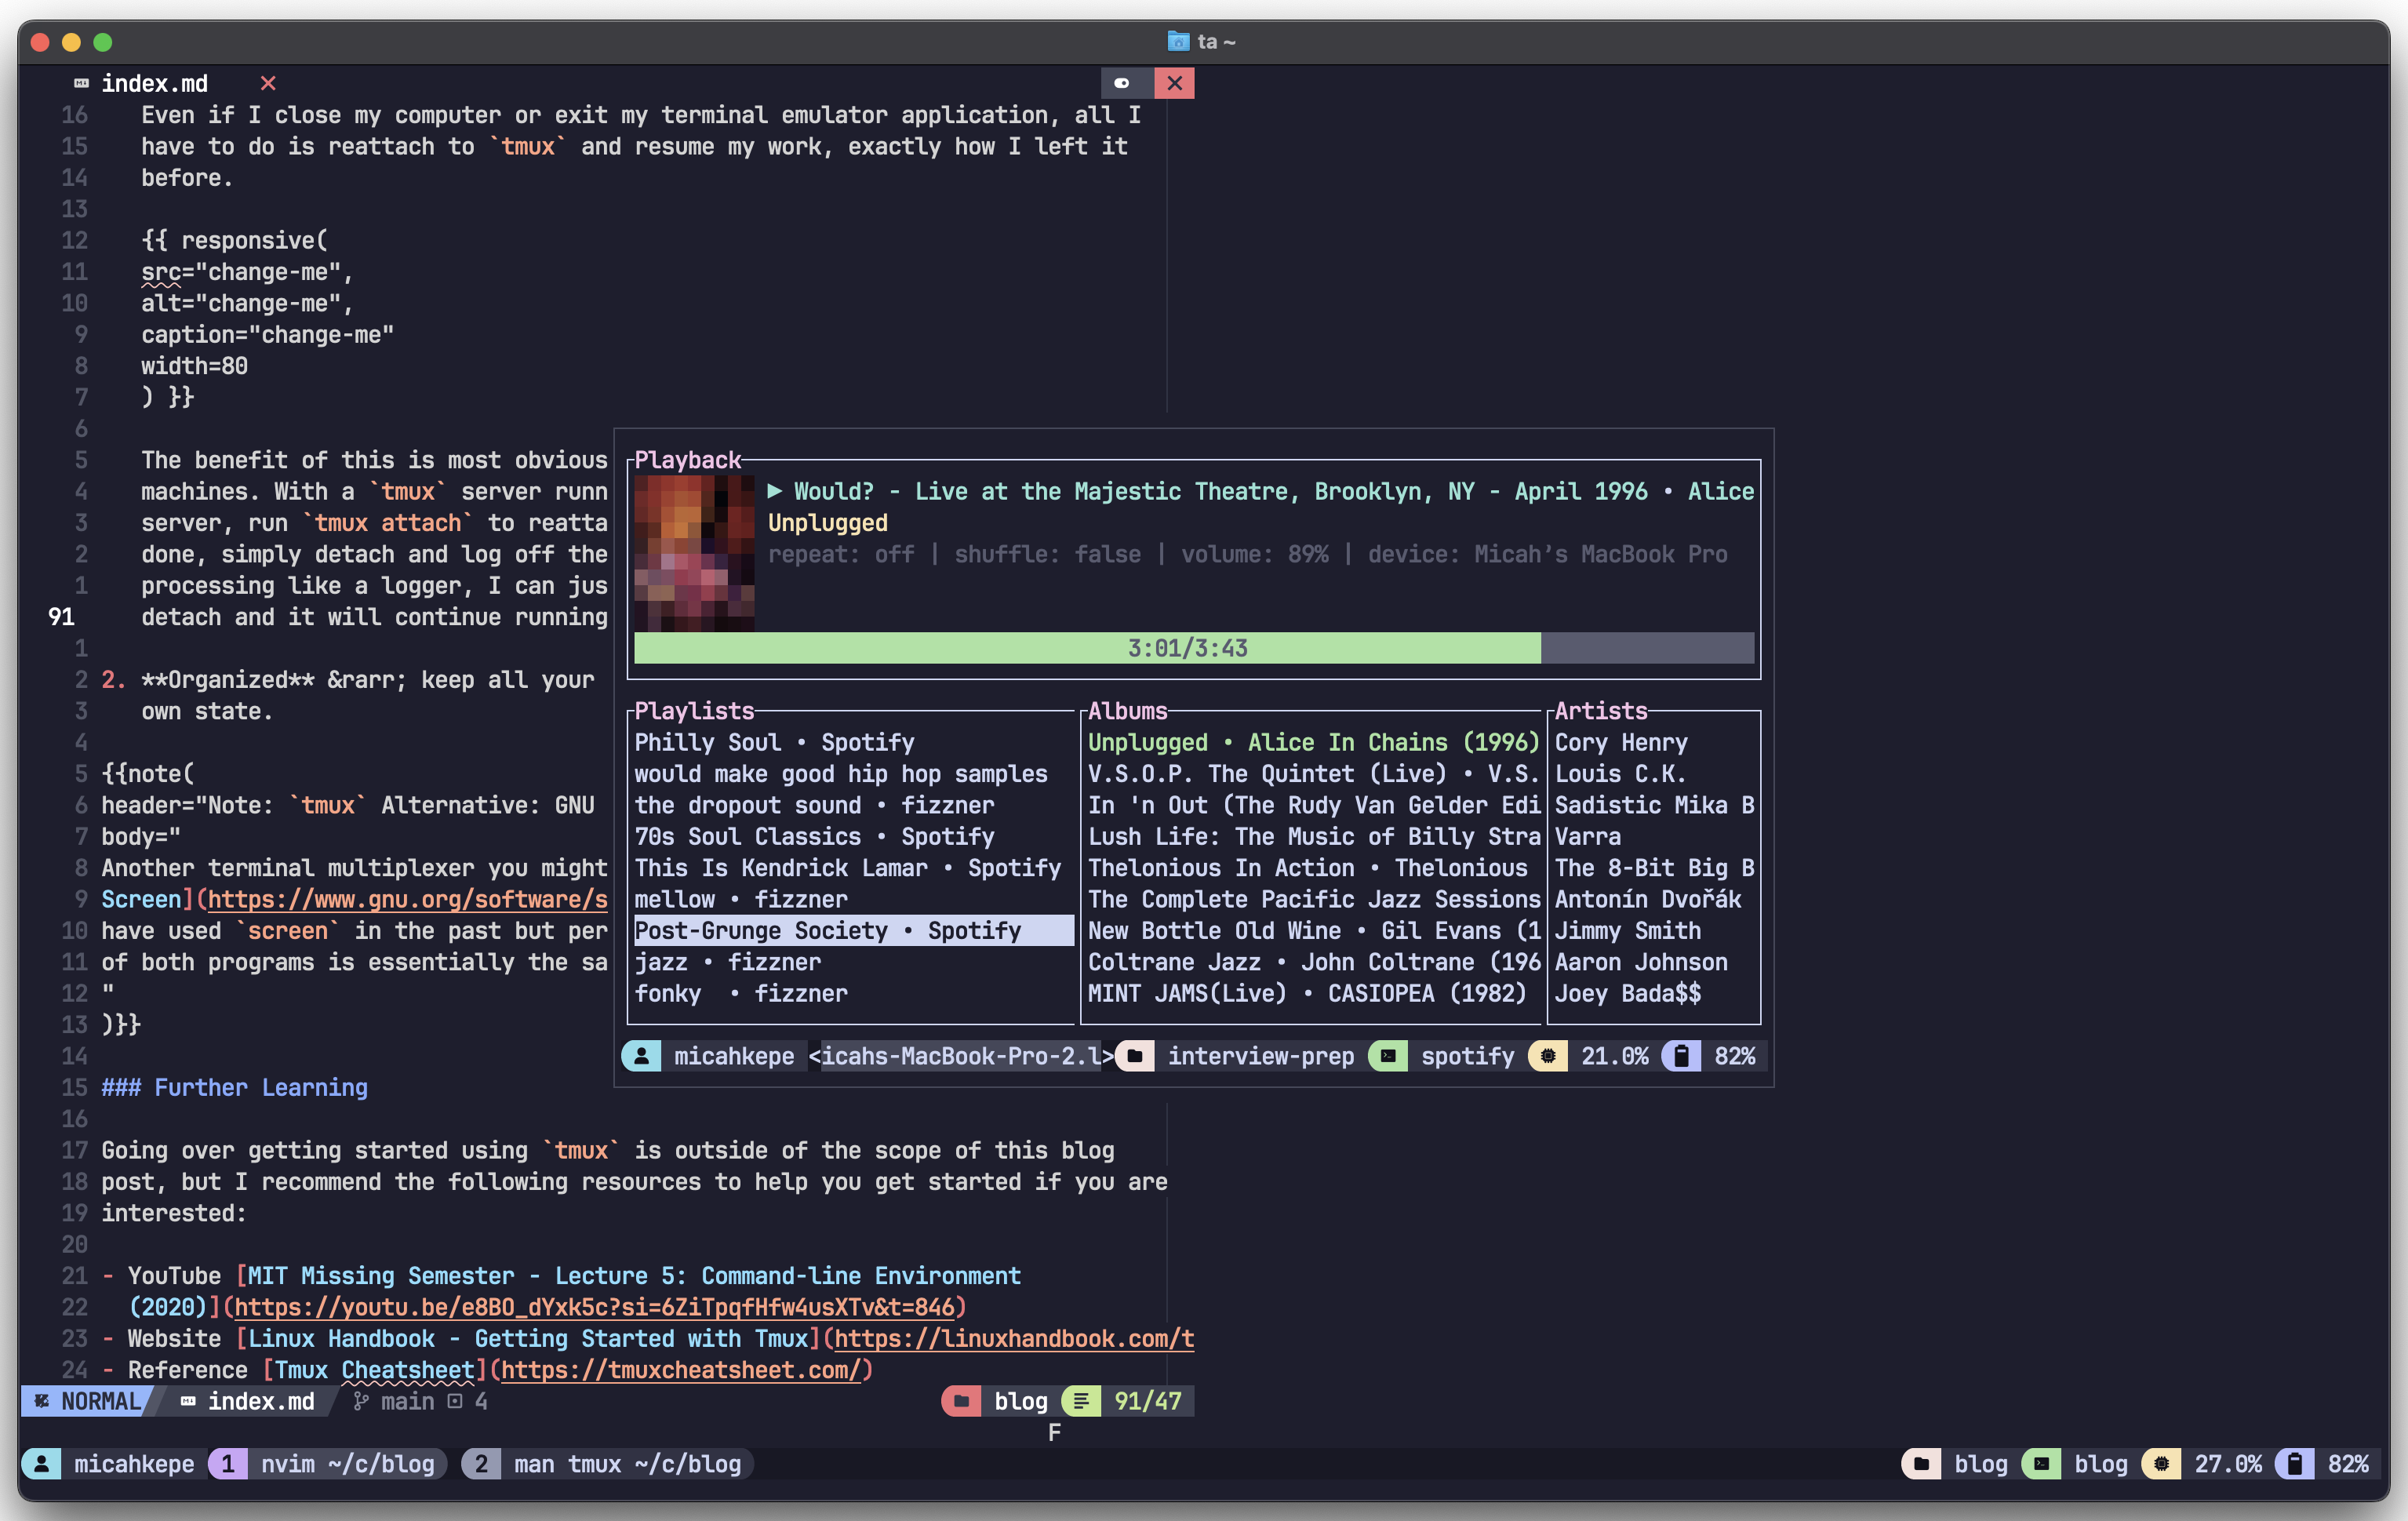 ta ~
index.md
16 Even if I close my computer or exit my terminal emulator application, all I
15 have to do is reattach to `tmux` and resume my work, exactly how I left it
14 before.
13
12 {{ responsive(
11 src="change-me",
10 alt="change-me",
9 caption="change-me"
8 width=80
7 ) }}
6
5 The benefit of this is most obvious
4 machines. With a `tmux` server runn
3 server, run `tmux attach` to reatta
2 done, simply detach and log off the
1 processing like a logger, I can jus
91 detach and it will continue running
1
2 2. **Organized** &rarr; keep all your
3 own state.
4
5 {{note(
6 header="Note: `tmux` Alternative: GNU
7 body="
8 Another terminal multiplexer you might
9 Screen](https://www.gnu.org/software/s
10 have used `screen` in the past but per
11 of both programs is essentially the sa
12 "
13 )}}
14
15 ### Further Learning
16
17 Going over getting started using `tmux` is outside of the scope of this blog
18 post, but I recommend the following resources to help you get started if you are
19 interested:
20
21 - YouTube [MIT Missing Semester - Lecture 5: Command-line Environment
22 (2020)](https://youtu.be/e8BO_dYxk5c?si=6ZiTpqfHfw4usXTv&t=846)
23 - Website [Linux Handbook - Getting Started with Tmux](https://linuxhandbook.com/t
24 - Reference [Tmux Cheatsheet](https://tmuxcheatsheet.com/)
Playback
▶ Would? - Live at the Majestic Theatre, Brooklyn, NY - April 1996 • Alice
Unplugged
repeat: off | shuffle: false | volume: 89% | device: Micah’s MacBook Pro
3:01/3:43
Playlists
Philly Soul • Spotify
would make good hip hop samples
the dropout sound • fizzner
70s Soul Classics • Spotify
This Is Kendrick Lamar • Spotify
mellow • fizzner
Post-Grunge Society • Spotify
jazz • fizzner
fonky  • fizzner
Albums
Unplugged • Alice In Chains (1996)
V.S.O.P. The Quintet (Live) • V.S.
In 'n Out (The Rudy Van Gelder Edi
Lush Life: The Music of Billy Stra
Thelonious In Action • Thelonious
The Complete Pacific Jazz Sessions
New Bottle Old Wine • Gil Evans (1
Coltrane Jazz • John Coltrane (196
MINT JAMS(Live) • CASIOPEA (1982)
Artists
Cory Henry
Louis C.K.
Sadistic Mika B
Varra
The 8-Bit Big B
Antonín Dvořák
Jimmy Smith
Aaron Johnson
Joey Bada$$
micahkepe <icahs-MacBook-Pro-2.l> interview-prep spotify 21.0% 82%
NORMAL index.md main 4 blog 91/47
F
micahkepe 1 nvim ~/c/blog 2 man tmux ~/c/blog blog blog 27.0% 82%